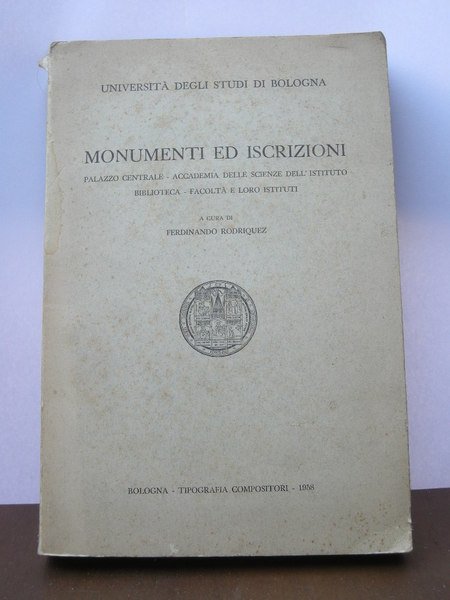 UNIVERSITÀ DEGLI STUDI DI BOLOGNA
MONUMENTI ED ISCRIZIONI
PALAZZO CENTRALE - ACCADEMIA DELLE SCIENZE DELL'ISTITUTO
BIBLIOTECA - FACOLTÀ E LORO ISTITUTI
A CURA DI
FERDINANDO RODRIQUEZ
BOLOGNA - TIPOGRAFIA COMPOSITORI - 1958